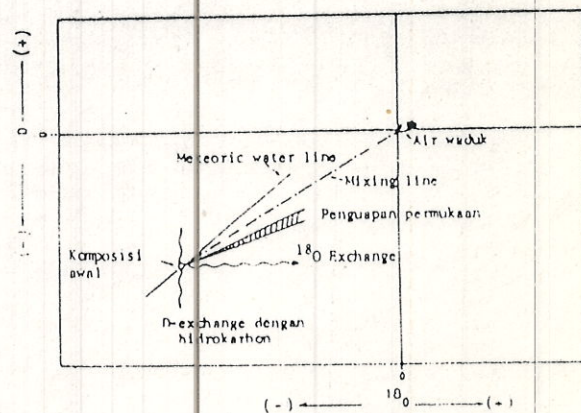 D
(+)
0
(-)
Air waduk
Meteoric water line
Mixing line
Penguapan permukaan
Komposisi
awal
18O Exchange
D-exchange dengan
hidrokarbon
0
(-) 18O (+)